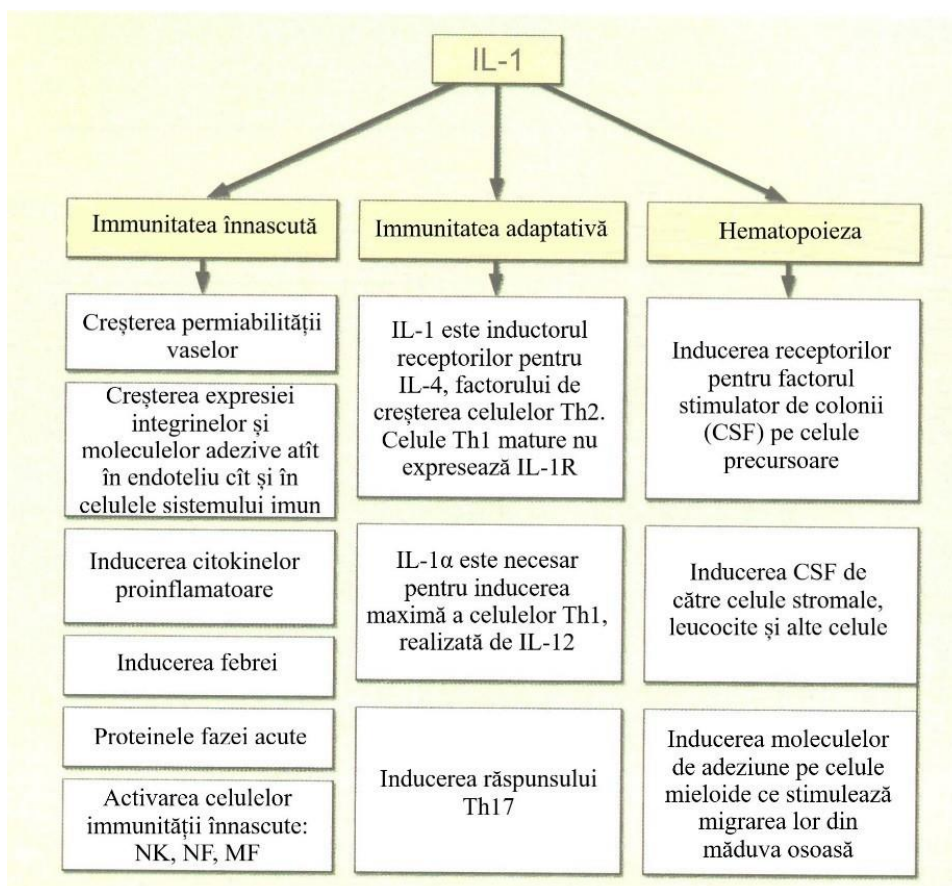 IL-1
Immunitatea înnascută
Creșterea permiabilității
vaselor
Creșterea expresiei
integrinelor și
moleculelor adezive atît
în endoteliu cît și în
celulele sistemului imun
Inducerea citokinelor
proinflamatoare
Inducerea febrei
Proteinele fazei acute
Activarea celulelor
immunității înnascute:
NK, NF, MF
Immunitatea adaptativă
IL-1 este inductorul
receptorilor pentru
IL-4, factorului de
creșterea celulelor Th2.
Celule Th1 mature nu
expresează IL-1R
IL-1α este necesar
pentru inducerea
maximă a celulelor Th1,
realizată de IL-12
Inducerea răspunsului
Th17
Hematopoieza
Inducerea receptorilor
pentru factorul
stimulator de colonii
(CSF) pe celule
precursoare
Inducerea CSF de
către celule stromale,
leucocite și alte celule
Inducerea moleculelor
de adeziune pe celule
mieloide ce stimulează
migrarea lor din
măduva osoasă